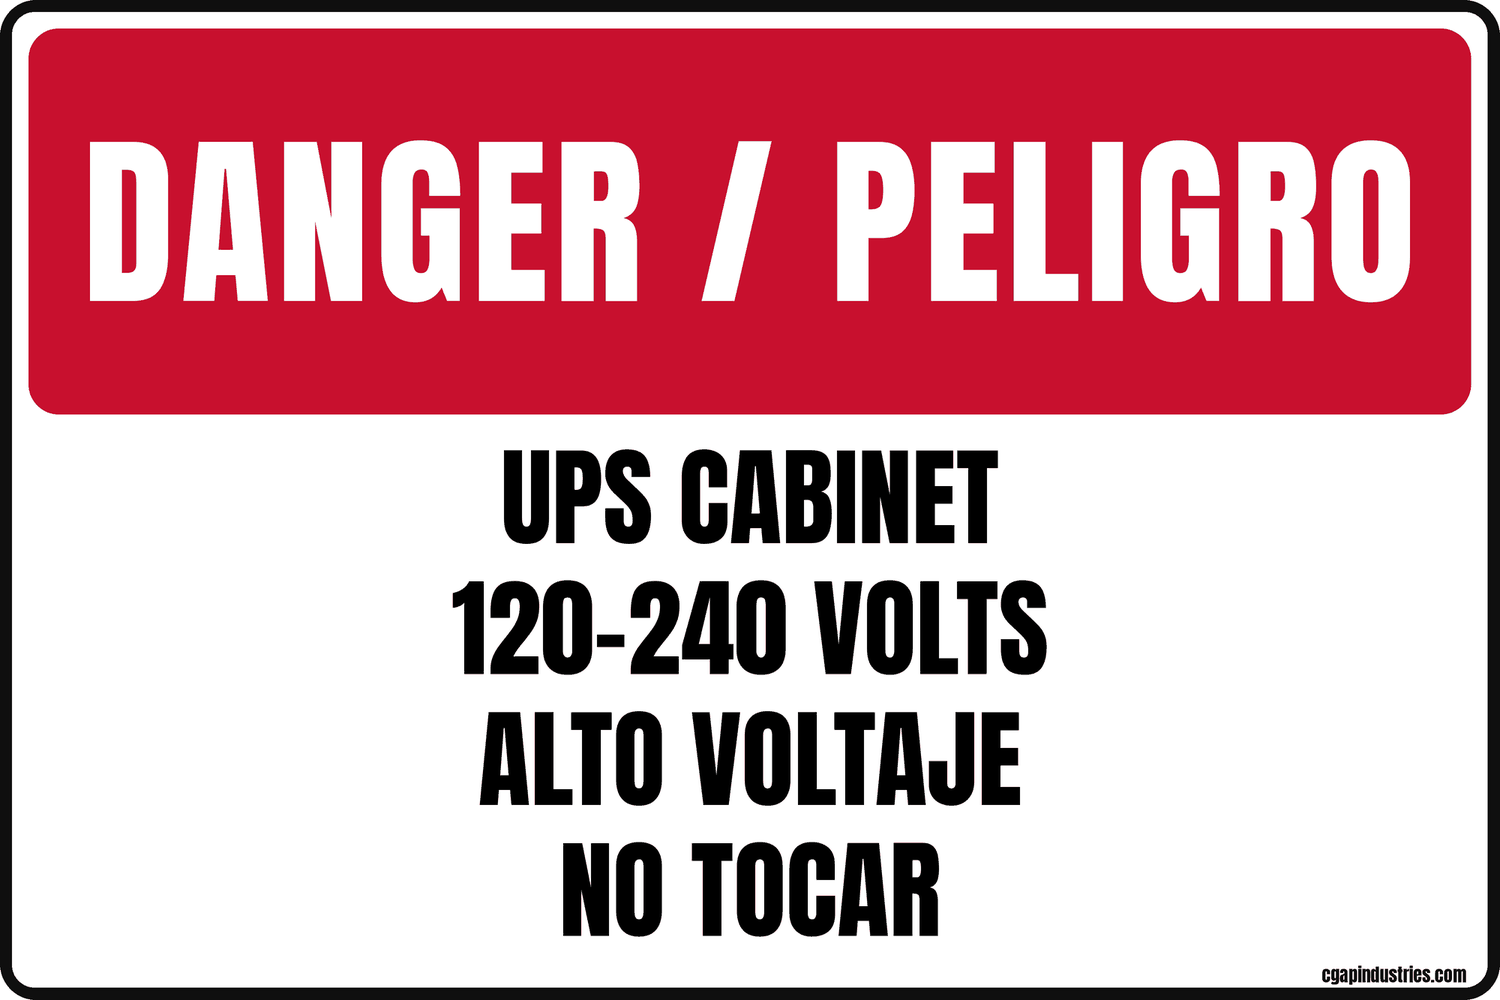 DANGER / PELIGRO
UPS CABINET
120-240 VOLTS
ALTO VOLTAJE
NO TOCAR
cgapindustries.com